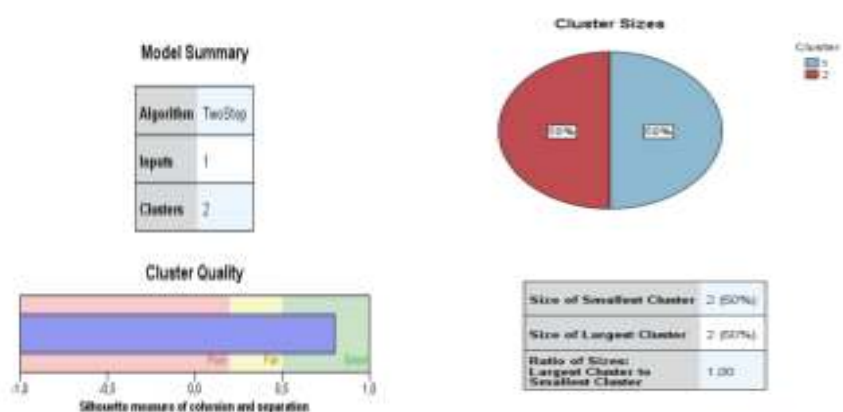 Model Summary
Algorithm TwoStep
Inputs 1
Clusters 2
Cluster Quality
Poor Fair Good
-1,0 -0,5 0,0 0,5 1,0
Silhouette measure of cohesion and separation
Cluster Sizes
Cluster
1
2
50% 50%
Size of Smallest Cluster 2 (50%)
Size of Largest Cluster 2 (50%)
Ratio of Sizes:
Largest Cluster to
Smallest Cluster 1,00